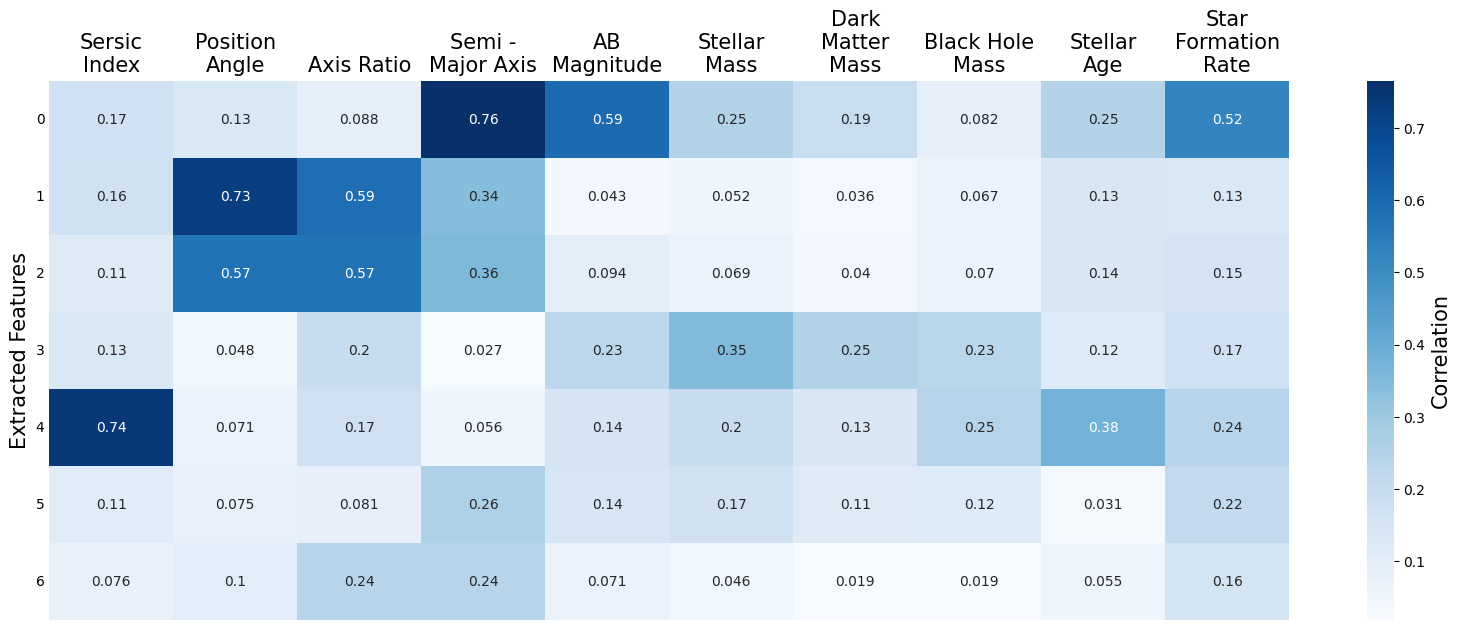 Sersic
Index
Position
Angle
Axis Ratio
Semi -
Major Axis
AB
Magnitude
Stellar
Mass
Dark
Matter
Mass
Black Hole
Mass
Stellar
Age
Star
Formation
Rate
Extracted Features
0 0.17 0.13 0.088 0.76 0.59 0.25 0.19 0.082 0.25 0.52
1 0.16 0.73 0.59 0.34 0.043 0.052 0.036 0.067 0.13 0.13
2 0.11 0.57 0.57 0.36 0.094 0.069 0.04 0.07 0.14 0.15
3 0.13 0.048 0.2 0.027 0.23 0.35 0.25 0.23 0.12 0.17
4 0.74 0.071 0.17 0.056 0.14 0.2 0.13 0.25 0.38 0.24
5 0.11 0.075 0.081 0.26 0.14 0.17 0.11 0.12 0.031 0.22
6 0.076 0.1 0.24 0.24 0.071 0.046 0.019 0.019 0.055 0.16
0.7
0.6
0.5
0.4
0.3
0.2
0.1
Correlation